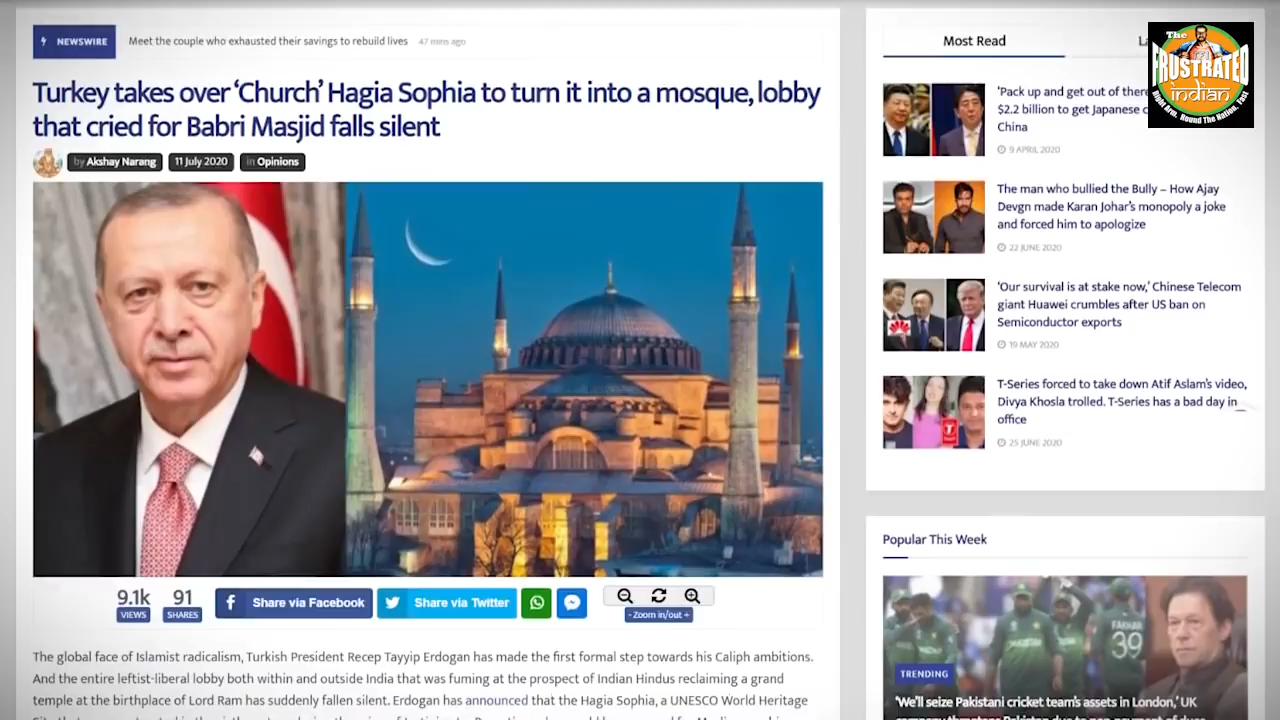 NEWSWIRE
Meet the couple who exhausted their savings to rebuild lives 47 mins ago
Turkey takes over ‘Church’ Hagia Sophia to turn it into a mosque, lobby
that cried for Babri Masjid falls silent
by Akshay Narang
11 July 2020
in Opinions
9.1k
VIEWS
91
SHARES
Share via Facebook
Share via Twitter
- Zoom in/out +
The global face of Islamist radicalism, Turkish President Recep Tayyip Erdogan has made the first formal step towards his Caliph ambitions.
And the entire leftist-liberal lobby both within and outside India that was fuming at the prospect of Indian Hindus reclaiming a grand
temple at the birthplace of Lord Ram has suddenly fallen silent. Erdogan has announced that the Hagia Sophia, a UNESCO World Heritage
Most Read
The
FRUSTRATED
indian
Right Arm. Round The Nation. Fast
‘Pack up and get out of there
$2.2 billion to get Japanese c
China
9 APRIL 2020
The man who bullied the Bully – How Ajay
Devgn made Karan Johar’s monopoly a joke
and forced him to apologize
22 JUNE 2020
‘Our survival is at stake now,’ Chinese Telecom
giant Huawei crumbles after US ban on
Semiconductor exports
19 MAY 2020
T-Series forced to take down Atif Aslam’s video,
Divya Khosla trolled. T-Series has a bad day in
office
25 JUNE 2020
Popular This Week
PAKISTAN
FAKHAR
39
TRENDING
‘We’ll seize Pakistani cricket team’s assets in London,’ UK